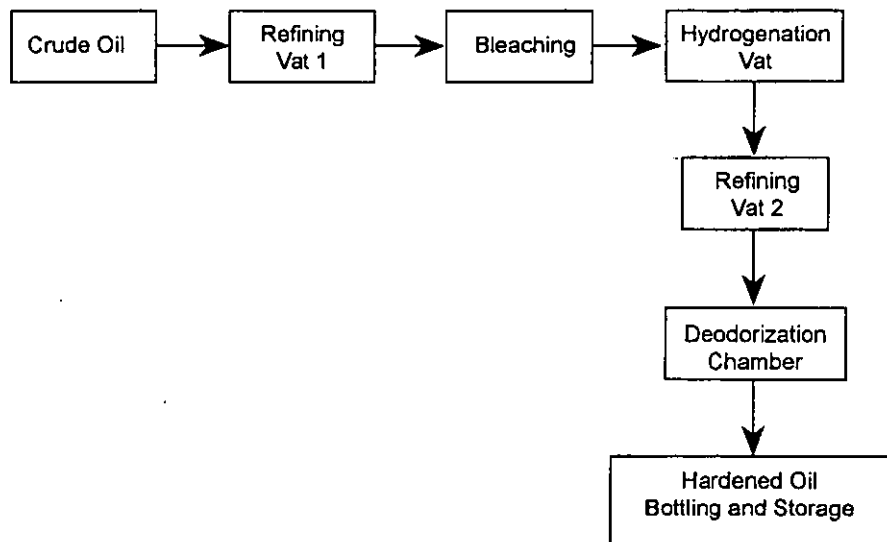 Crude Oil
Refining
Vat 1
Bleaching
Hydrogenation
Vat
Refining
Vat 2
Deodorization
Chamber
Hardened Oil
Bottling and Storage